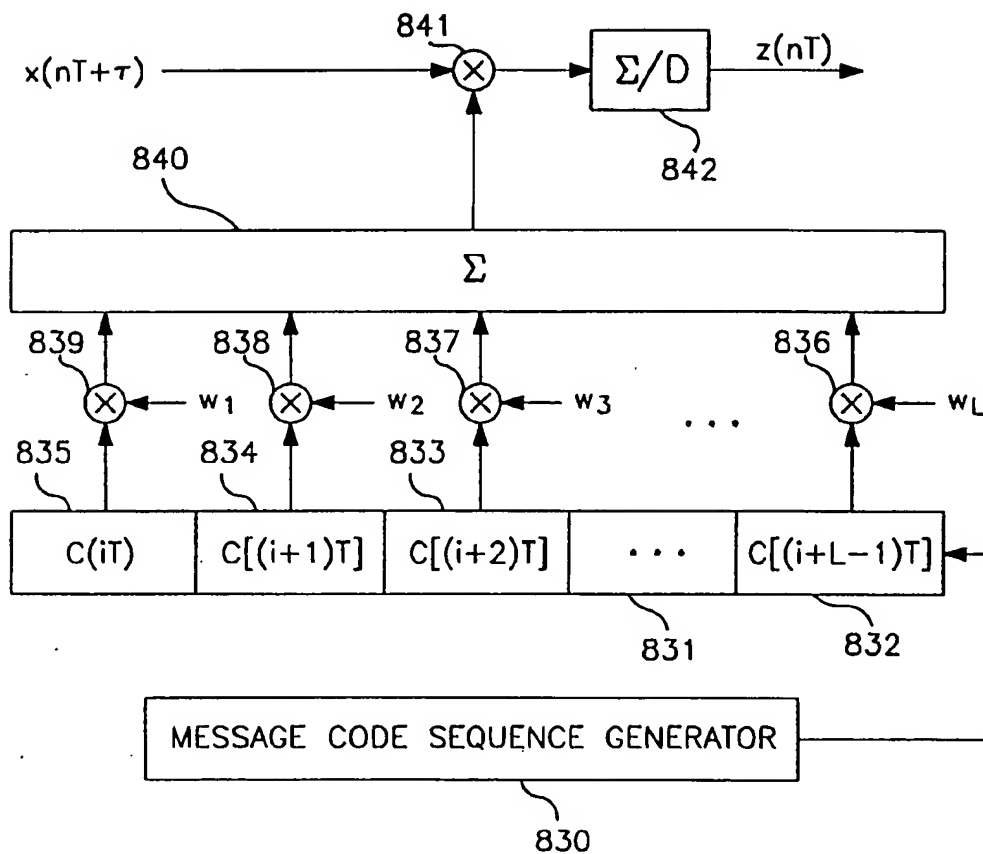 841
x(nT+τ)
Σ/D
z(nT)
842
840
Σ
839
838
837
836
w1
w2
w3
...
wL
835
834
833
C(iT)
C[(i+1)T]
C[(i+2)T]
...
C[(i+L−1)T]
831
832
MESSAGE CODE SEQUENCE GENERATOR
830